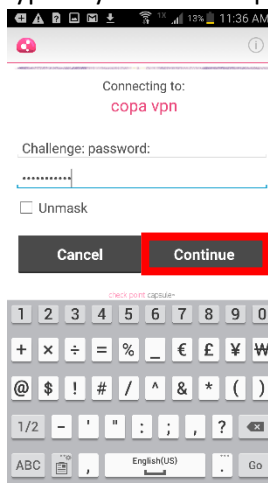 13% 11:36 AM
Connecting to:
copa vpn
Challenge: password:
Unmask
Cancel Continue
check point capsule
1 2 3 4 5 6 7 8 9 0
+ × ÷ = % _ € £ ¥ ₩
@ $ ! # / ^ & * ( )
1/2 - ' " : ; , ? 
ABC , English(US) . Go